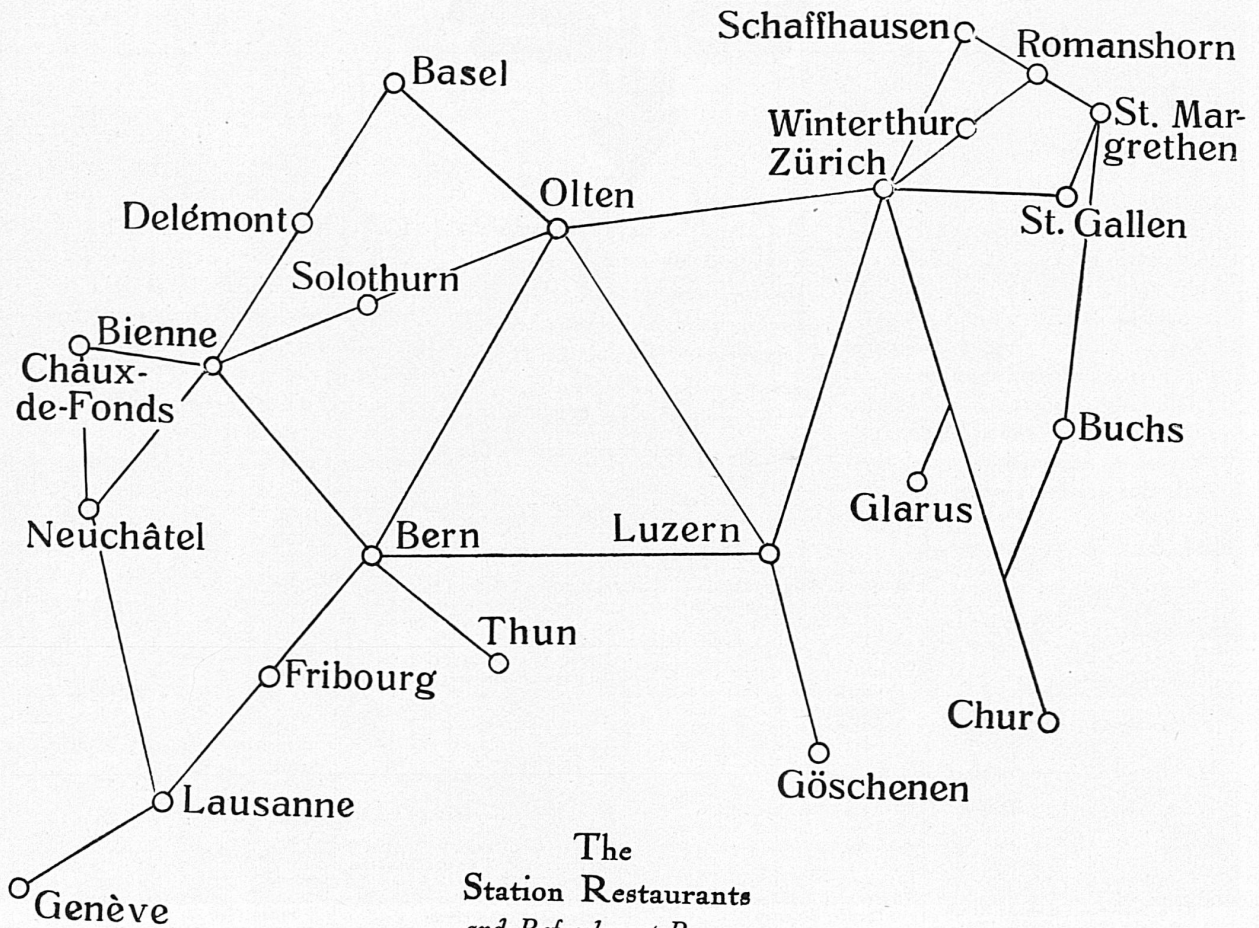 Schaffhausen
Romanshorn
Basel
Winterthur
St. Mar-
grethen
Zürich
Olten
Delémont
St. Gallen
Solothurn
Bienne
Chaux-
de-Fonds
Buchs
Glarus
Neuchâtel
Bern
Luzern
Thun
Fribourg
Chur
Göschenen
Lausanne
Genève
The
Station Restaurants
and